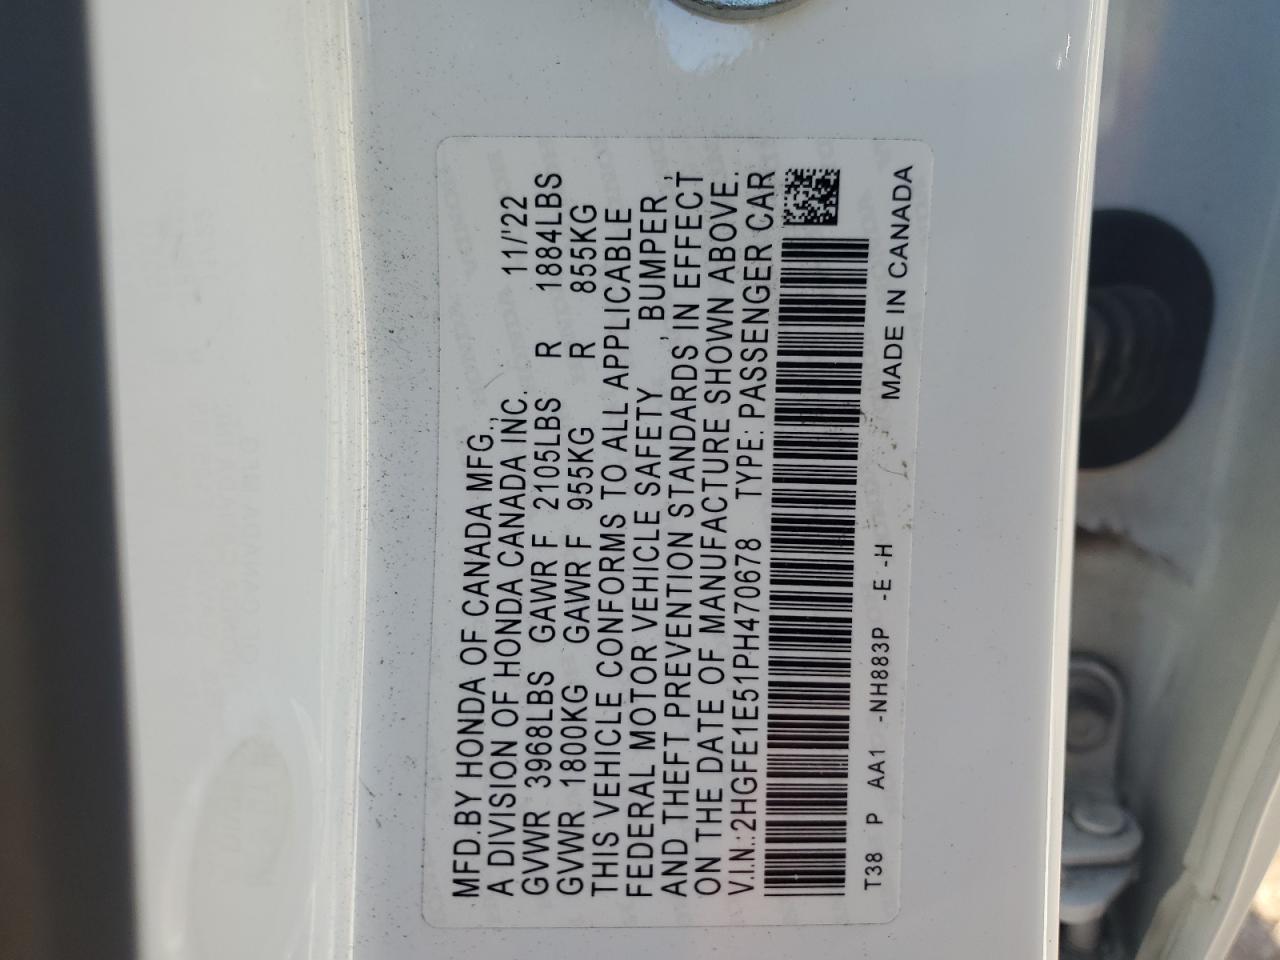 MFD.BY HONDA OF CANADA MFG.,
A DIVISION OF HONDA CANADA INC. 11/'22
GVWR 3968LBS GAWR F 2105LBS R 1884LBS
GVWR 1800KG GAWR F 955KG R 855KG
THIS VEHICLE CONFORMS TO ALL APPLICABLE
FEDERAL MOTOR VEHICLE SAFETY , BUMPER ,
AND THEFT PREVENTION STANDARDS IN EFFECT
ON THE DATE OF MANUFACTURE SHOWN ABOVE.
V.I.N.:2HGFE1E51PH470678 TYPE: PASSENGER CAR
T38 P AA1 -NH883P -E -H
MADE IN CANADA